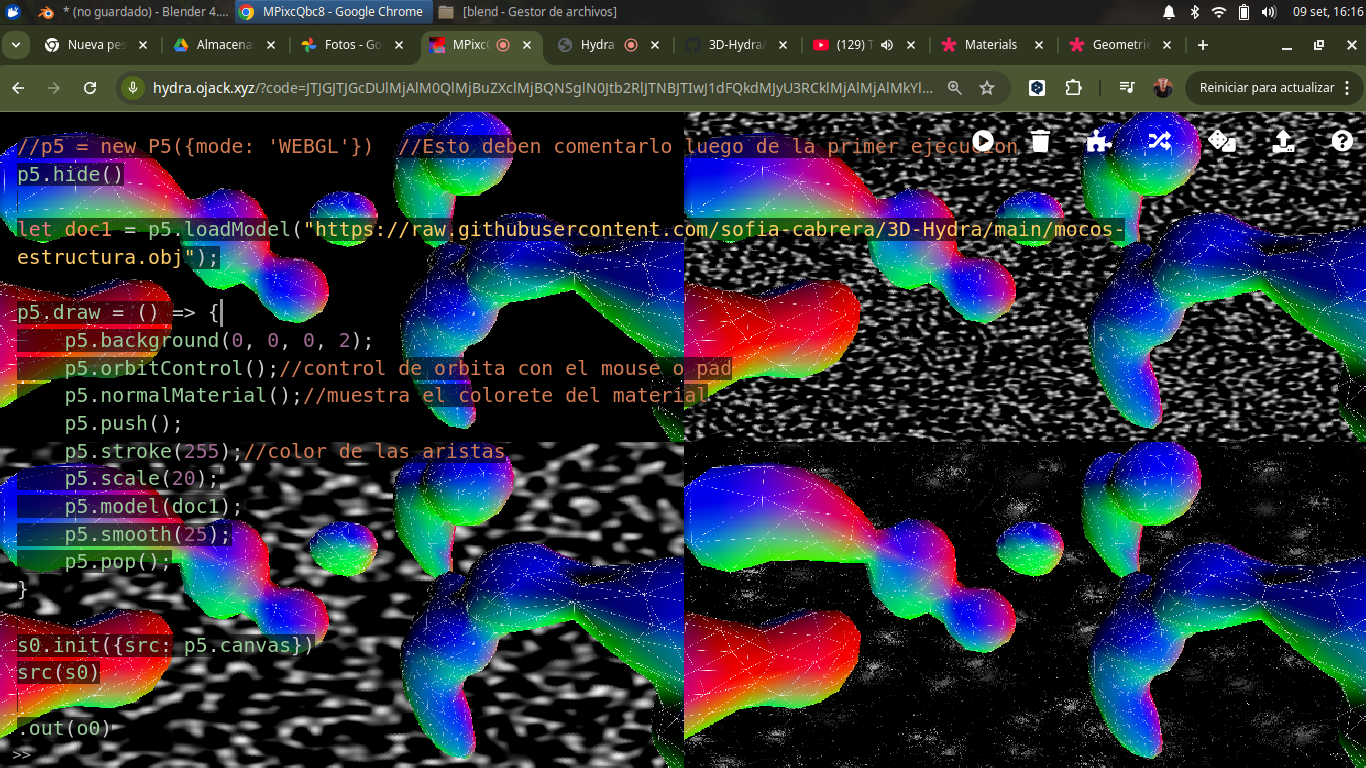 * (no guardado) - Blender 4....
MPixcQbc8 - Google Chrome
[blend - Gestor de archivos]
09 set, 16:16
Nueva pes
Almacena
Fotos - Go
MPixcQ
Hydra
3D-Hydra/
(129) T
Materials
Geometrie
hydra.ojack.xyz/?code=JTJGJTJGcDUlMjAlM0QlMjBuZXclMjBQNSglN0Jtb2RlJTNBJTIwJ1dFQkdMJyU3RCklMjAlMjAlMkYl...
Reiniciar para actualizar
//p5 = new P5({mode: 'WEBGL'})  //Esto deben comentarlo luego de la primer ejecucion
p5.hide()
let doc1 = p5.loadModel("https://raw.githubusercontent.com/sofia-cabrera/3D-Hydra/main/mocos-
estructura.obj");
p5.draw = () => {
    p5.background(0, 0, 0, 2);
    p5.orbitControl();//control de orbita con el mouse o pad
    p5.normalMaterial();//muestra el colorete del material
    p5.push();
    p5.stroke(255);//color de las aristas
    p5.scale(20);
    p5.model(doc1);
    p5.smooth(25);
    p5.pop();
}
s0.init({src: p5.canvas})
src(s0)
.out(o0)
>>